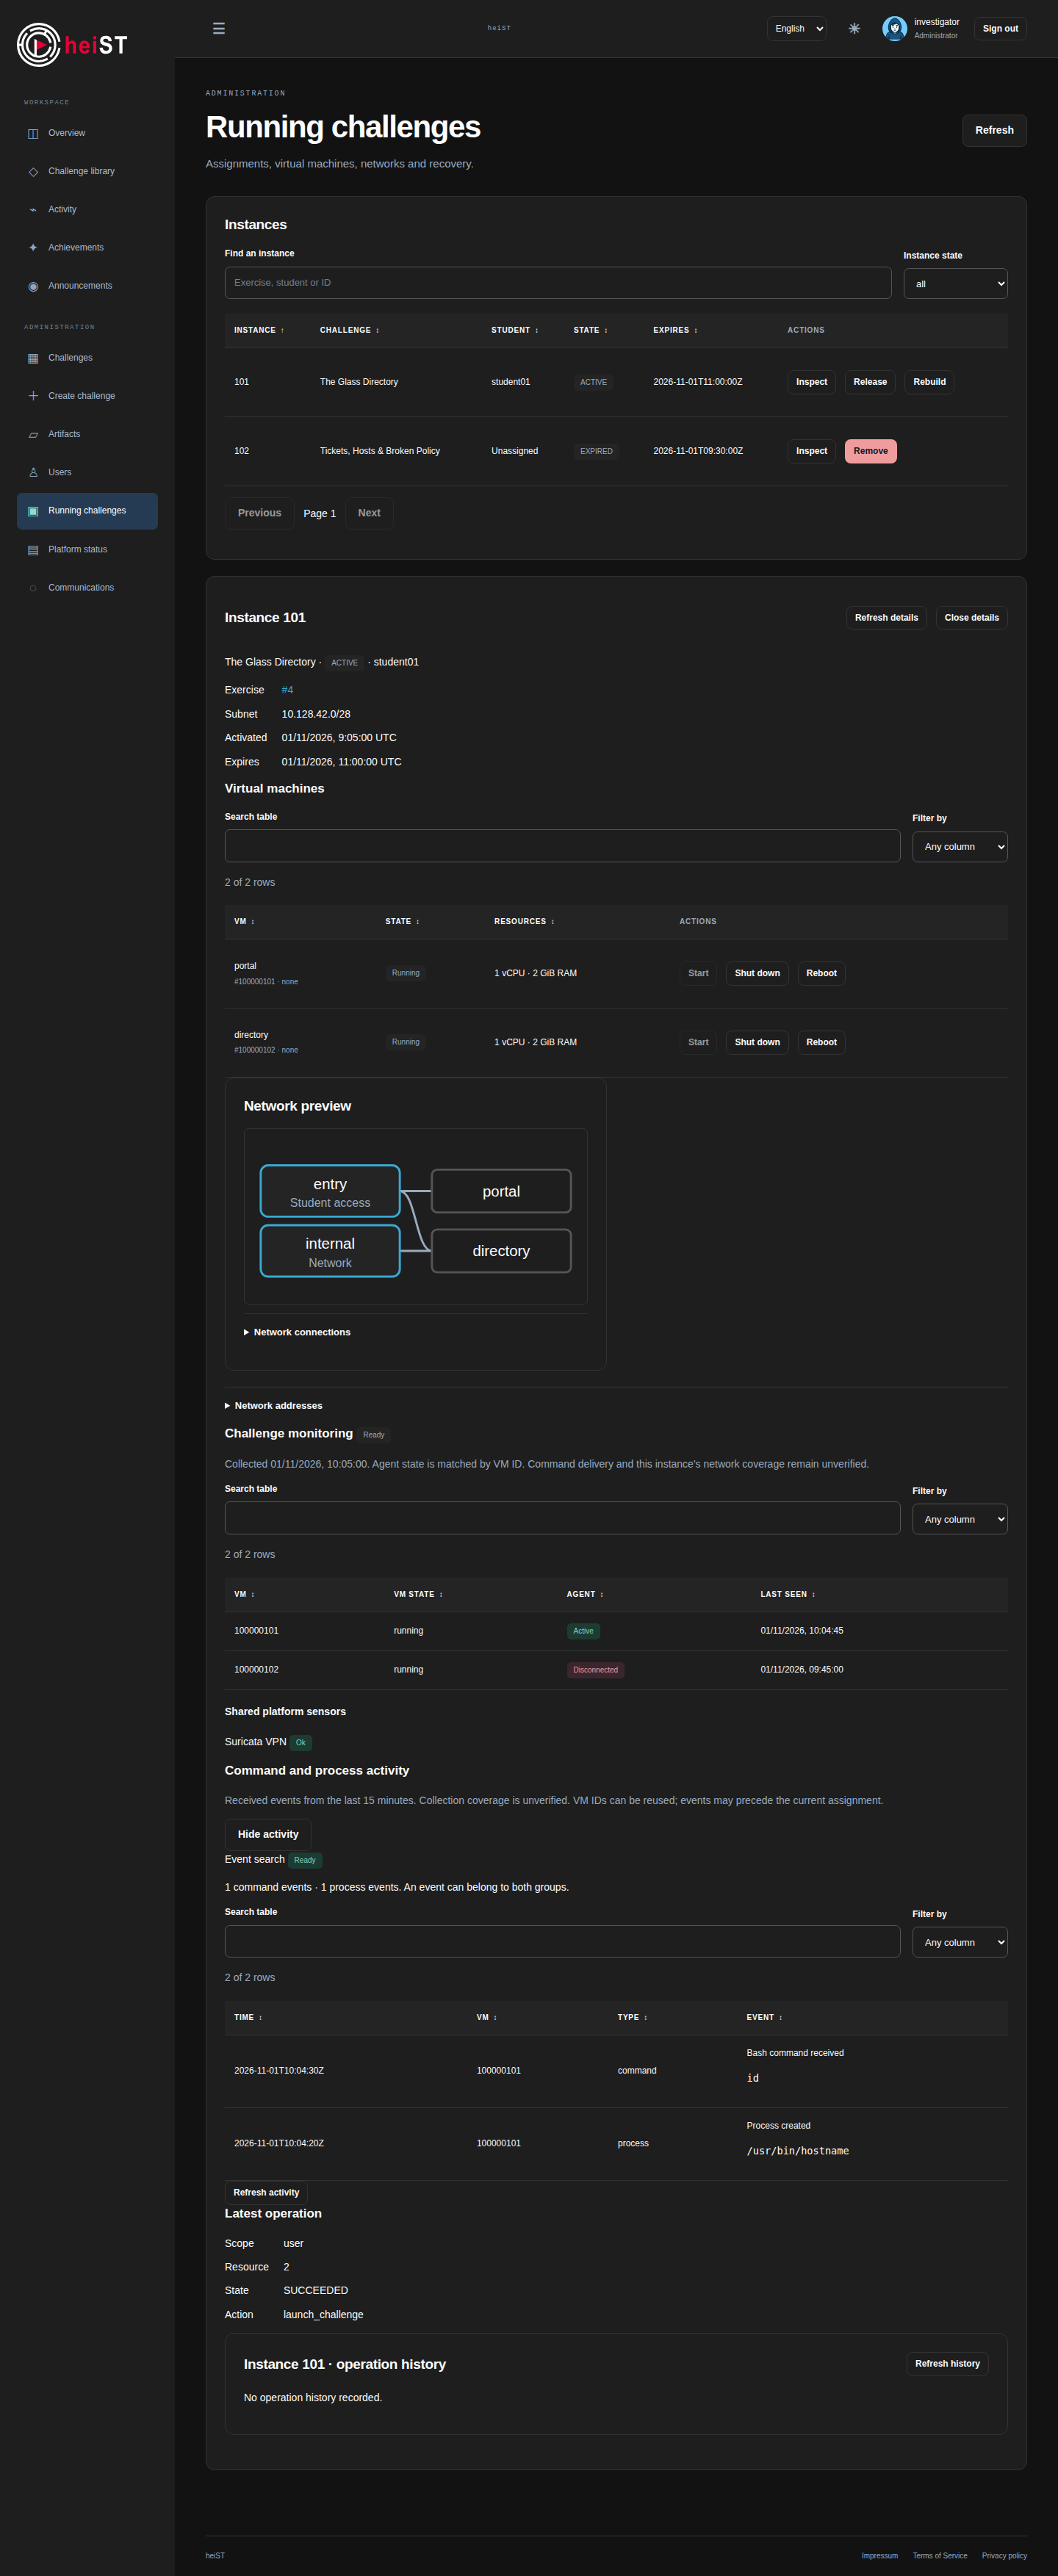 heiST
WORKSPACE
Overview
Challenge library
Activity
Achievements
Announcements
ADMINISTRATION
Challenges
Create challenge
Artifacts
Users
Running challenges
Platform status
Communications
heiST
English
investigator
Administrator
Sign out
ADMINISTRATION
Running challenges
Refresh
Assignments, virtual machines, networks and recovery.
Instances
Find an instance
Instance state
Exercise, student or ID
all
INSTANCE ↑ CHALLENGE ↕ STUDENT ↕ STATE ↕ EXPIRES ↕ ACTIONS
101 The Glass Directory student01 ACTIVE 2026-11-01T11:00:00Z Inspect Release Rebuild
102 Tickets, Hosts & Broken Policy Unassigned EXPIRED 2026-11-01T09:30:00Z Inspect Remove
Previous Page 1 Next
Instance 101
Refresh details Close details
The Glass Directory · ACTIVE · student01
Exercise #4
Subnet 10.128.42.0/28
Activated 01/11/2026, 9:05:00 UTC
Expires 01/11/2026, 11:00:00 UTC
Virtual machines
Search table
Filter by
Any column
2 of 2 rows
VM ↕ STATE ↕ RESOURCES ↕ ACTIONS
portal
#100000101 · none
Running 1 vCPU · 2 GiB RAM Start Shut down Reboot
directory
#100000102 · none
Running 1 vCPU · 2 GiB RAM Start Shut down Reboot
Network preview
entry
Student access
portal
internal
Network
directory
Network connections
Network addresses
Challenge monitoring Ready
Collected 01/11/2026, 10:05:00. Agent state is matched by VM ID. Command delivery and this instance's network coverage remain unverified.
Search table
Filter by
Any column
2 of 2 rows
VM ↕ VM STATE ↕ AGENT ↕ LAST SEEN ↕
100000101 running Active 01/11/2026, 10:04:45
100000102 running Disconnected 01/11/2026, 09:45:00
Shared platform sensors
Suricata VPN Ok
Command and process activity
Received events from the last 15 minutes. Collection coverage is unverified. VM IDs can be reused; events may precede the current assignment.
Hide activity
Event search Ready
1 command events · 1 process events. An event can belong to both groups.
Search table
Filter by
Any column
2 of 2 rows
TIME ↕ VM ↕ TYPE ↕ EVENT ↕
2026-11-01T10:04:30Z 100000101 command Bash command received
id
2026-11-01T10:04:20Z 100000101 process Process created
/usr/bin/hostname
Refresh activity
Latest operation
Scope user
Resource 2
State SUCCEEDED
Action launch_challenge
Instance 101 · operation history
Refresh history
No operation history recorded.
heiST
Impressum Terms of Service Privacy policy